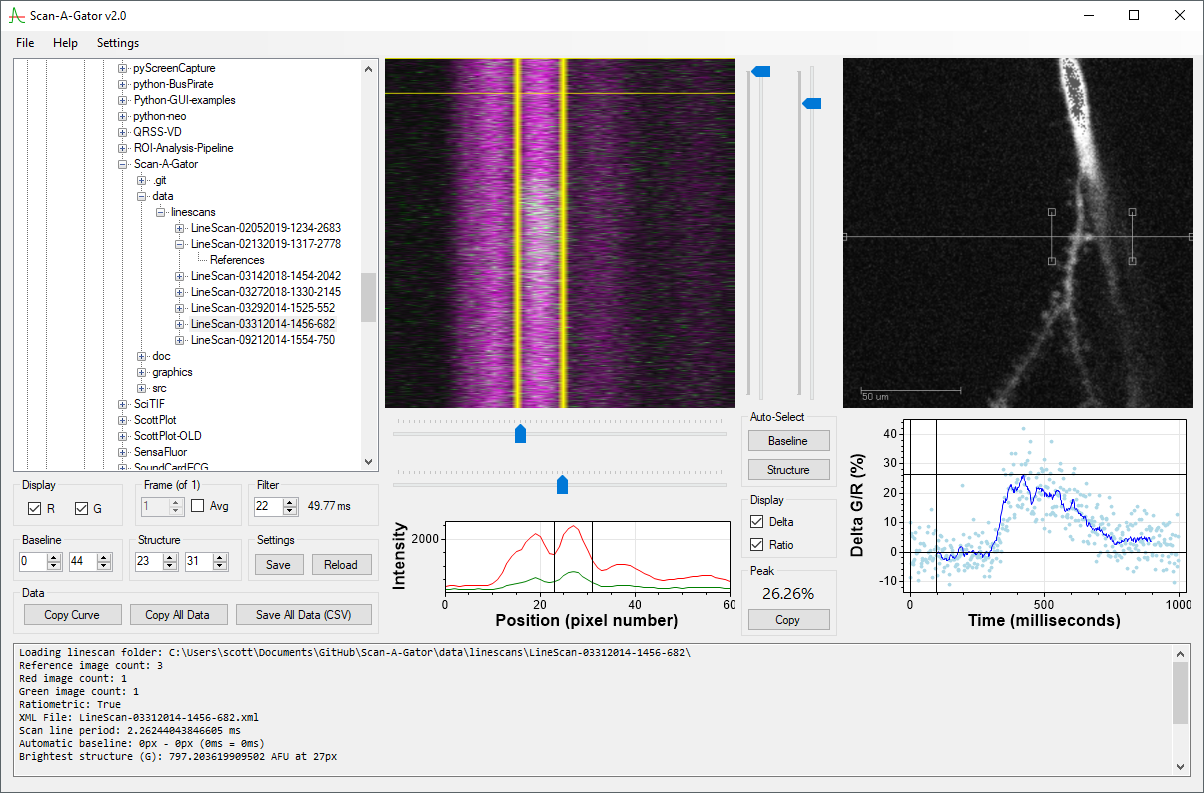 Scan-A-Gator v2.0
File Help Settings
pyScreenCapture
python-BusPirate
Python-GUI-examples
python-neo
QRSS-VD
ROI-Analysis-Pipeline
Scan-A-Gator
.git
data
linescans
LineScan-02052019-1234-2683
LineScan-02132019-1317-2778
References
LineScan-03142018-1454-2042
LineScan-03272018-1330-2145
LineScan-03292014-1525-552
LineScan-03312014-1456-682
LineScan-09212014-1554-750
doc
graphics
src
SciTIF
ScottPlot
ScottPlot-OLD
SensaFluor
SoundCardECG
Display
R G
Frame (of 1)
1 Avg
Filter
22 49.77 ms
Baseline
0 44
Structure
23 31
Settings
Save Reload
Data
Copy Curve Copy All Data Save All Data (CSV)
Intensity
2000
0 20 40 60
Position (pixel number)
Auto-Select
Baseline
Structure
Display
Delta
Ratio
Peak
26.26%
Copy
50 um
Delta G/R (%)
40
30
20
10
0
-10
0 500 1000
Time (milliseconds)
Loading linescan folder: C:\Users\scott\Documents\GitHub\Scan-A-Gator\data\linescans\LineScan-03312014-1456-682\
Reference image count: 3
Red image count: 1
Green image count: 1
Ratiometric: True
XML File: LineScan-03312014-1456-682.xml
Scan line period: 2.26244043846605 ms
Automatic baseline: 0px - 0px (0ms = 0ms)
Brightest structure (G): 797.203619909502 AFU at 27px